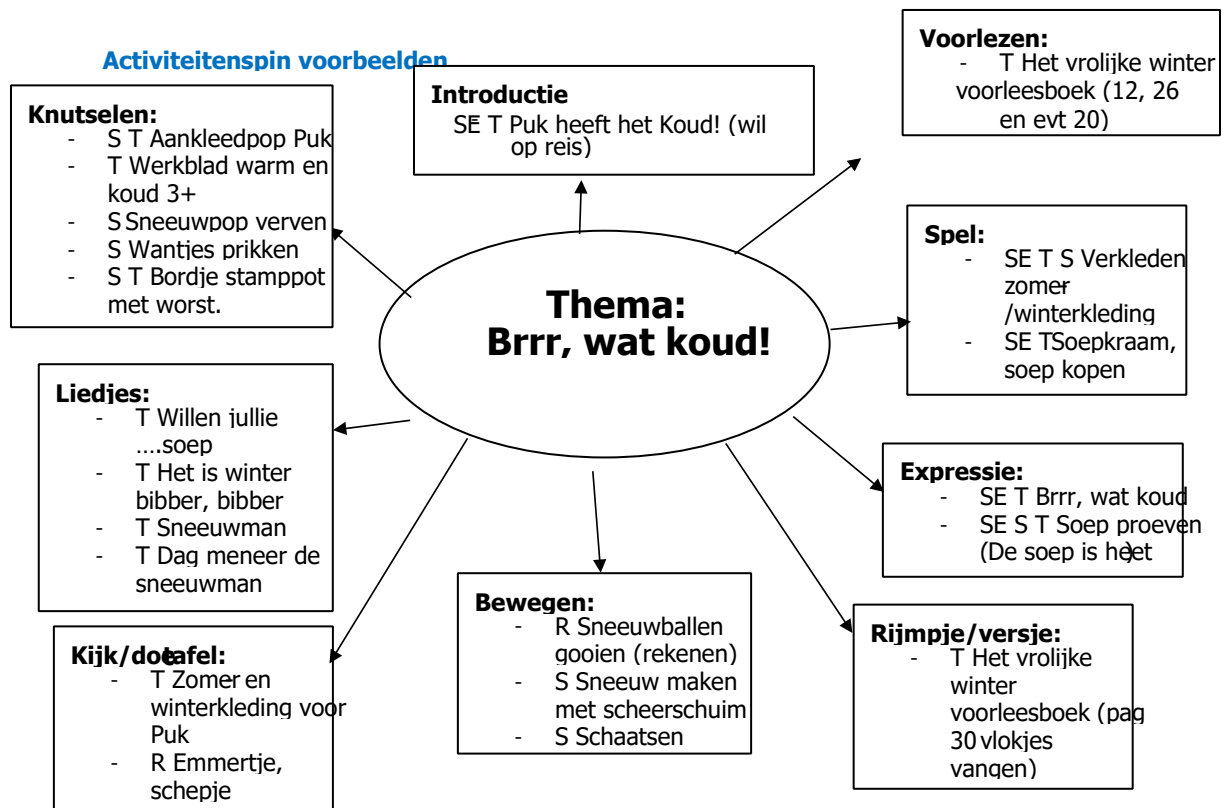 Activiteitenspin voorbeelden
Introductie
SE T Puk heeft het Koud! (wil
op reis)
Voorlezen:
- T Het vrolijke winter
voorleesboek (12, 26
en evt 20)
Knutselen:
- S T Aankleedpop Puk
- T Werkblad warm en
koud 3+
- S Sneeuwpop verven
- S Wantjes prikken
- S T Bordje stamppot
met worst.
Thema:
Brrr, wat koud!
Spel:
- SE T S Verkleden
zomer-
/winterkleding
- SE TSoepkraam,
soep kopen
Liedjes:
- T Willen jullie
….soep
- T Het is winter
bibber, bibber
- T Sneeuwman
- T Dag meneer de
sneeuwman
Expressie:
- SE T Brrr, wat koud
- SE S T Soep proeven
(De soep is heet)
Kijk/doe-tafel:
- T Zomer en
winterkleding voor
Puk
- R Emmertje,
schepje
Bewegen:
- R Sneeuwballen
gooien (rekenen)
- S Sneeuw maken
met scheerschuim
- S Schaatsen
Rijmpje/versje:
- T Het vrolijke
winter
voorleesboek (pag
30 vlokjes
vangen)